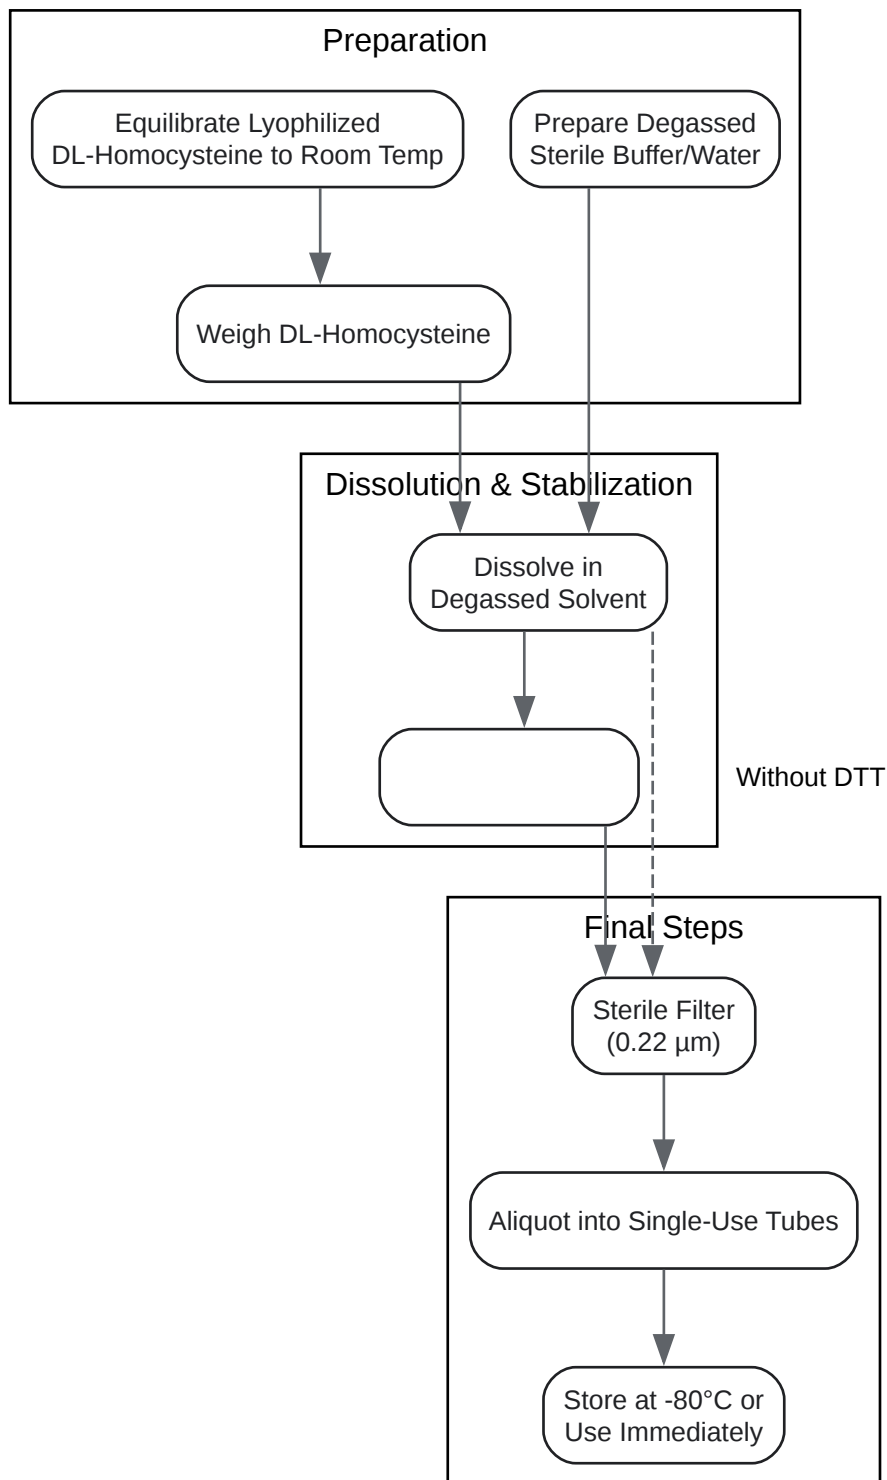 Preparation
Equilibrate Lyophilized
DL-Homocysteine to Room Temp
Prepare Degassed
Sterile Buffer/Water
Weigh DL-Homocysteine
Dissolution & Stabilization
Dissolve in
Degassed Solvent
Without DTT
Final Steps
Sterile Filter
(0.22 µm)
Aliquot into Single-Use Tubes
Store at -80°C or
Use Immediately